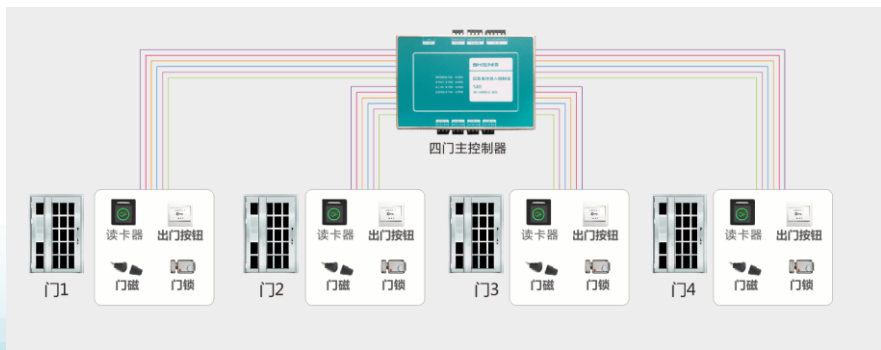 四门主控制器
读卡器 出门按钮
门磁 门锁
门1
读卡器 出门按钮
门磁 门锁
门2
读卡器 出门按钮
门磁 门锁
门3
读卡器 出门按钮
门磁 门锁
门4